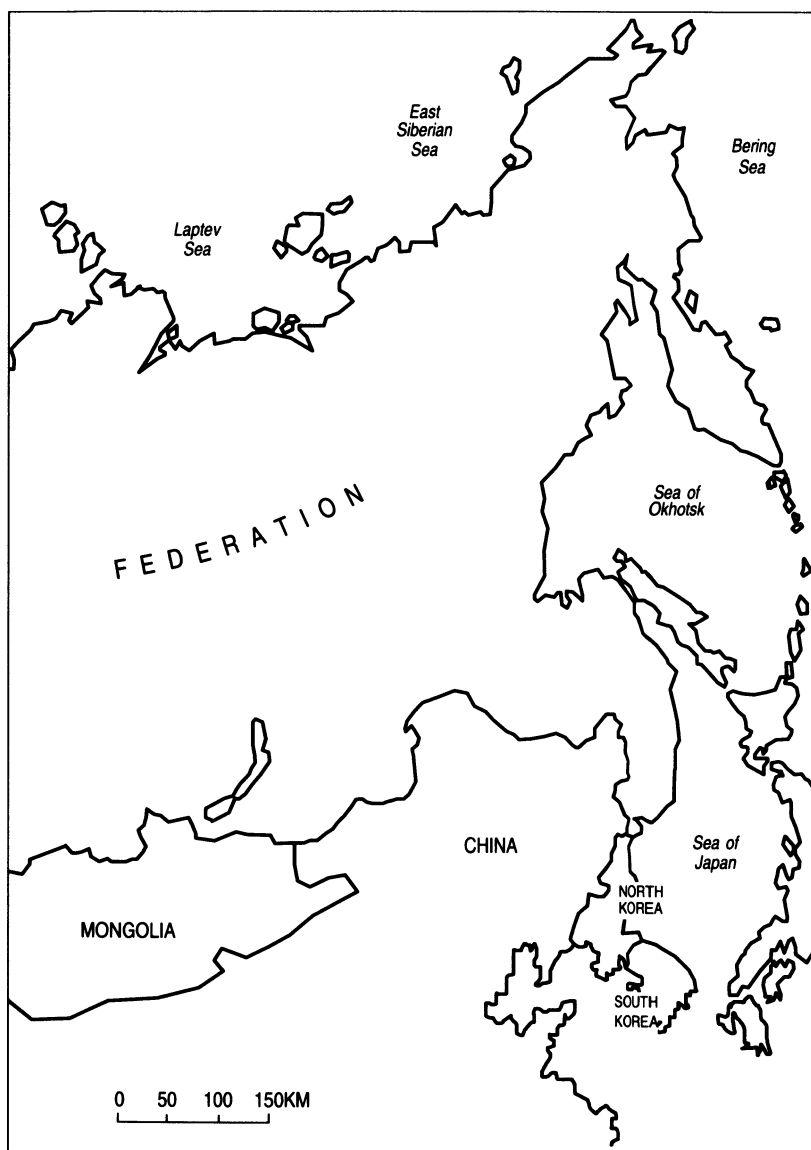 East
Siberian
Sea
Bering
Sea
Laptev
Sea
Sea of
Okhotsk
FEDERATION
CHINA
Sea of
Japan
NORTH
KOREA
MONGOLIA
SOUTH
KOREA
0 50 100 150KM